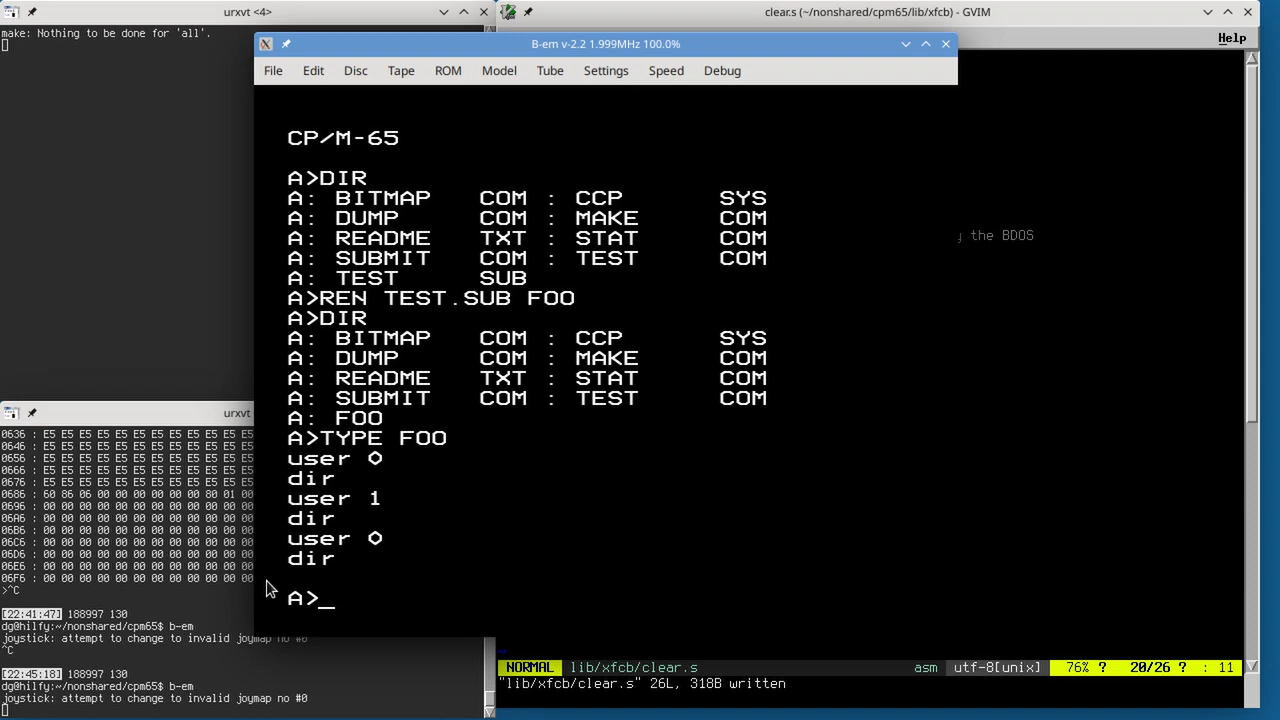 urxvt <4>
make: Nothing to be done for 'all'.
clear.s (~/nonshared/cpm65/lib/xfcb) - GVIM
Help
B-em v-2.2 1.999MHz 100.0%
File Edit Disc Tape ROM Model Tube Settings Speed Debug
CP/M-65
A>DIR
A: BITMAP COM : CCP SYS
A: DUMP COM : MAKE COM
A: README TXT : STAT COM
A: SUBMIT COM : TEST COM
A: TEST SUB
A>REN TEST.SUB FOO
A>DIR
A: BITMAP COM : CCP SYS
A: DUMP COM : MAKE COM
A: README TXT : STAT COM
A: SUBMIT COM : TEST COM
A: FOO
A>TYPE FOO
user 0
dir
user 1
dir
user 0
dir
A>_
the BDOS
urxvt
0636 : E5 E5 E5 E5 E5 E5 E5 E5 E5 E5 E5 E5
0646 : E5 E5 E5 E5 E5 E5 E5 E5 E5 E5 E5 E5
0656 : E5 E5 E5 E5 E5 E5 E5 E5 E5 E5 E5 E5
0666 : E5 E5 E5 E5 E5 E5 E5 E5 E5 E5 E5 E5
0676 : E5 E5 E5 E5 E5 E5 E5 E5 E5 E5 E5 E5
0686 : 60 86 06 00 00 00 00 00 00 80 01 00
0696 : 00 00 00 00 00 00 00 00 00 00 00 00
06A6 : 00 00 00 00 00 00 00 00 00 00 00 00
06B6 : 00 00 00 00 00 00 00 00 00 00 00 00
06C6 : 00 00 00 00 00 00 00 00 00 00 00 00
06D6 : 00 00 00 00 00 00 00 00 00 00 00 00
06E6 : 00 00 00 00 00 00 00 00 00 00 00 00
06F6 : 00 00 00 00 00 00 00 00 00 00 00 00
>^C
[22:41:47] 188997 130
dg@hilfy:~/nonshared/cpm65$ b-em
joystick: attempt to change to invalid joymap no #0
^C
[22:45:18] 188997 130
dg@hilfy:~/nonshared/cpm65$ b-em
joystick: attempt to change to invalid joymap no #0
~
NORMAL lib/xfcb/clear.s asm utf-8[unix] 76% ? 20/26 ? : 11
"lib/xfcb/clear.s" 26L, 318B written